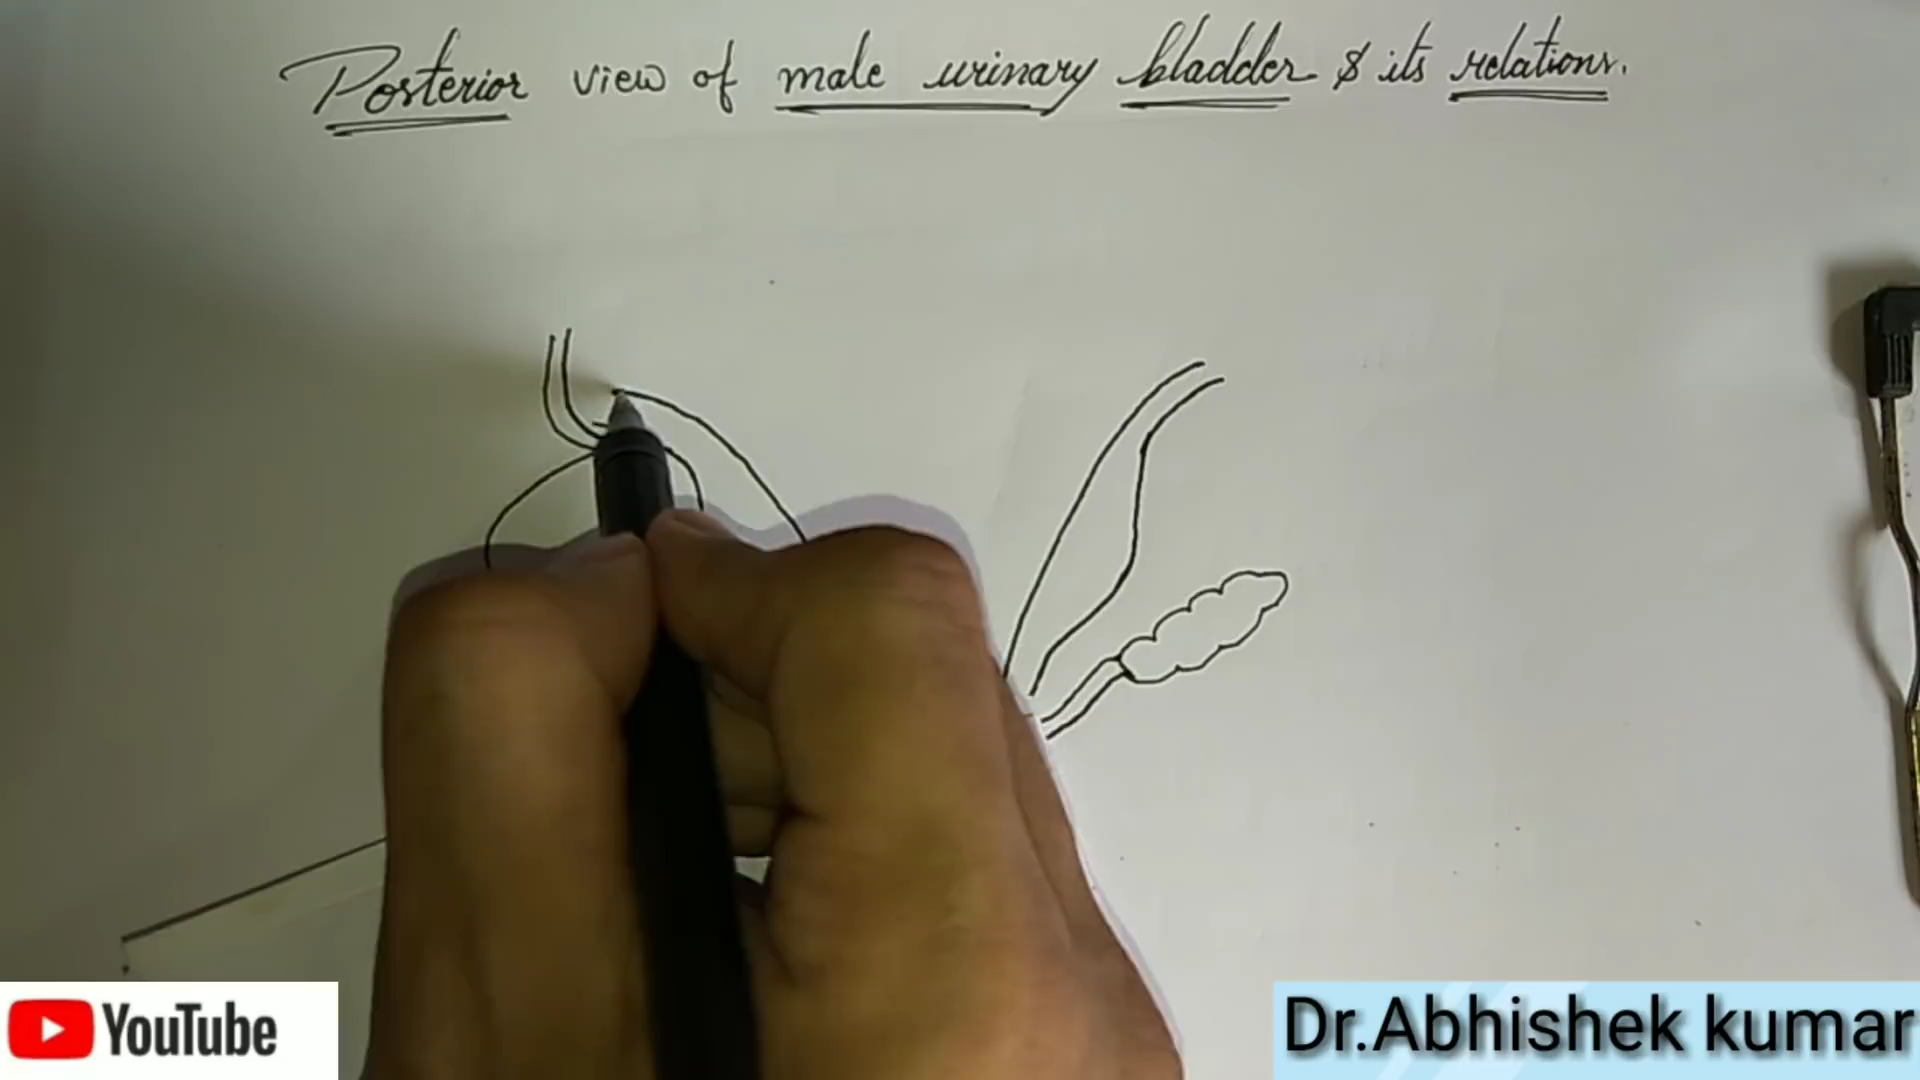 Posterior view of male urinary bladder & its relations.
YouTube
Dr.Abhishek kumar